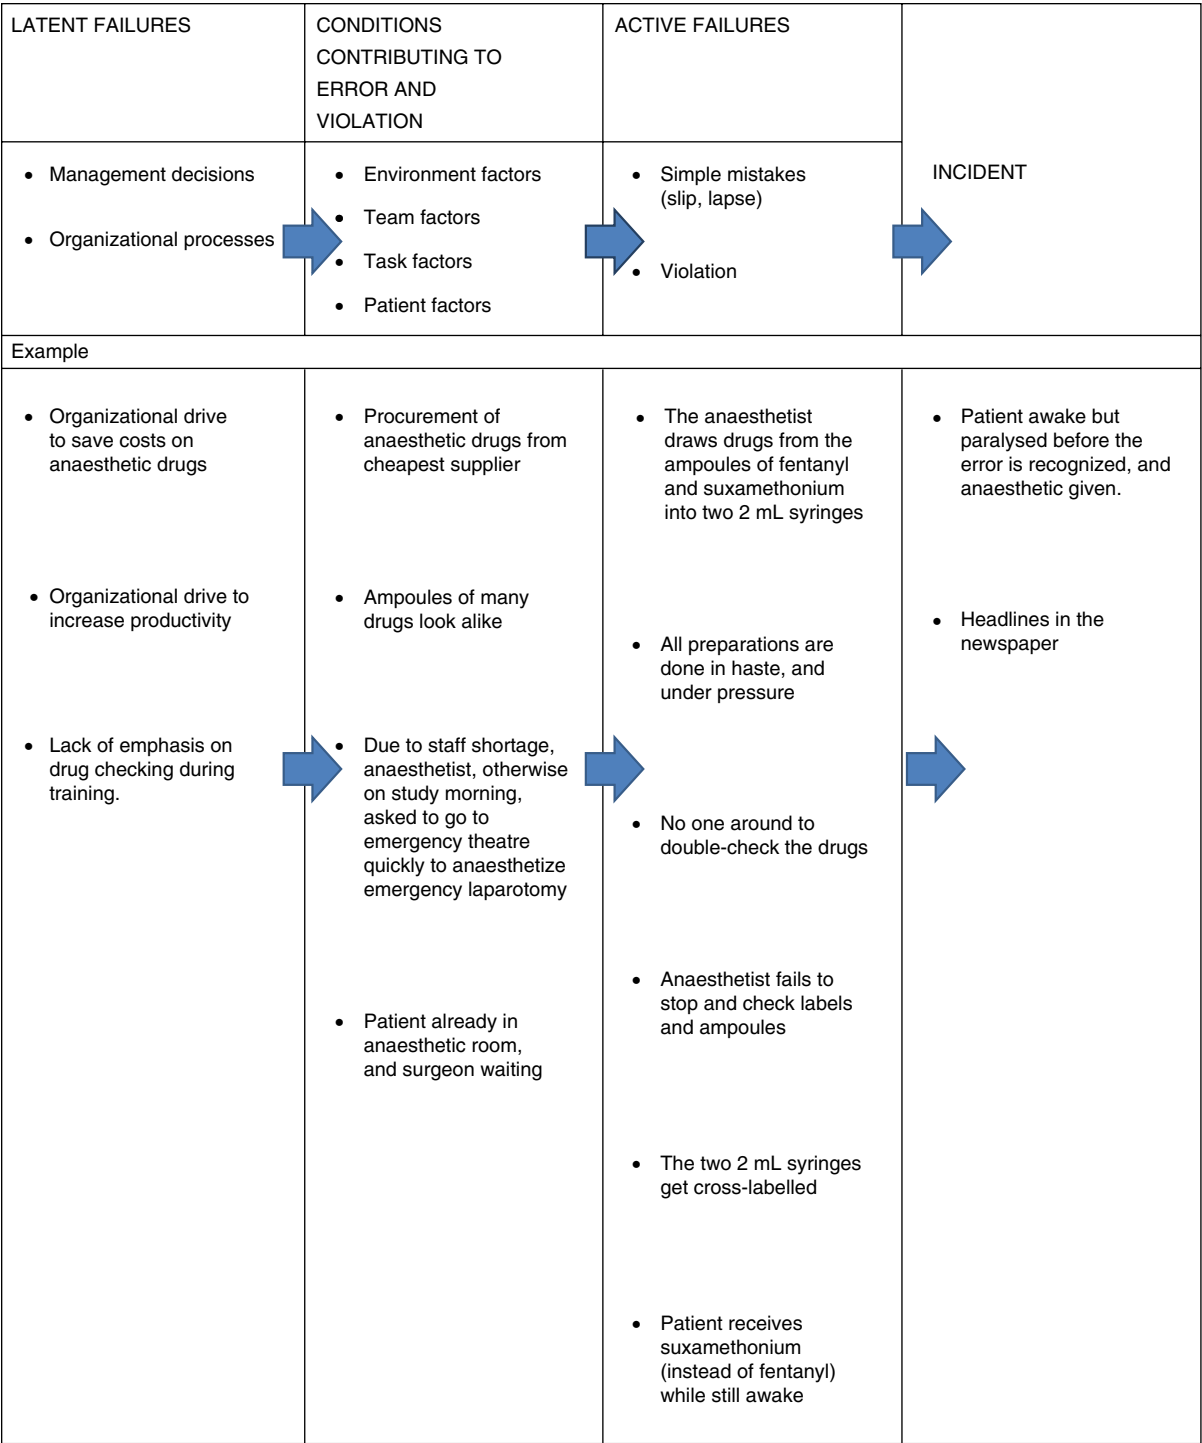 LATENT FAILURES
CONDITIONS
CONTRIBUTING TO
ERROR AND
VIOLATION
ACTIVE FAILURES
• Management decisions
• Organizational processes
• Environment factors
• Team factors
• Task factors
• Patient factors
• Simple mistakes
(slip, lapse)
• Violation
INCIDENT
Example
• Organizational drive
to save costs on
anaesthetic drugs
• Organizational drive to
increase productivity
• Lack of emphasis on
drug checking during
training.
• Procurement of
anaesthetic drugs from
cheapest supplier
• Ampoules of many
drugs look alike
• Due to staff shortage,
anaesthetist, otherwise
on study morning,
asked to go to
emergency theatre
quickly to anaesthetize
emergency laparotomy
• Patient already in
anaesthetic room,
and surgeon waiting
• The anaesthetist
draws drugs from the
ampoules of fentanyl
and suxamethonium
into two 2 mL syringes
• All preparations are
done in haste, and
under pressure
• No one around to
double-check the drugs
• Anaesthetist fails to
stop and check labels
and ampoules
• The two 2 mL syringes
get cross-labelled
• Patient receives
suxamethonium
(instead of fentanyl)
while still awake
• Patient awake but
paralysed before the
error is recognized, and
anaesthetic given.
• Headlines in the
newspaper